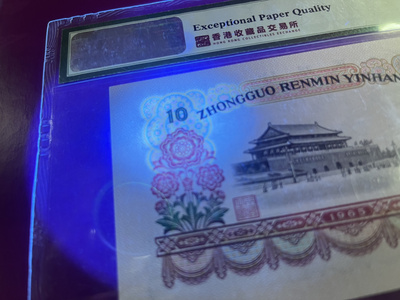 Exceptional Paper Quality
香港收藏品交易所
HONG KONG COLLECTIBLES EXCHANGE
10 ZHONGGUO RENMIN YINHAN
1965